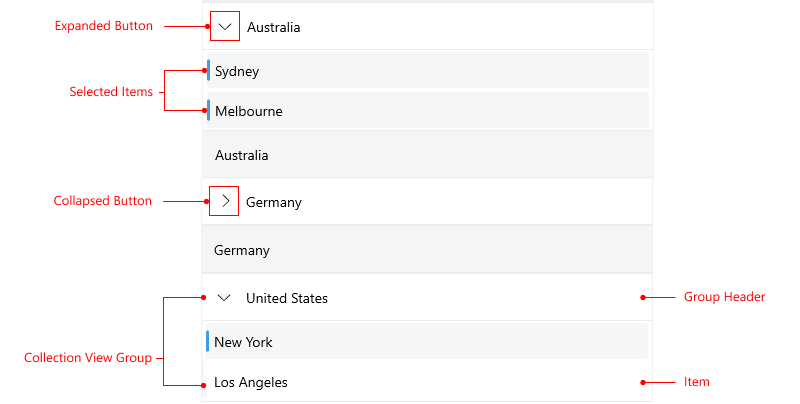 Expanded Button
Australia
Sydney
Selected Items
Melbourne
Australia
Collapsed Button
Germany
Germany
United States
Group Header
New York
Collection View Group
Los Angeles
Item